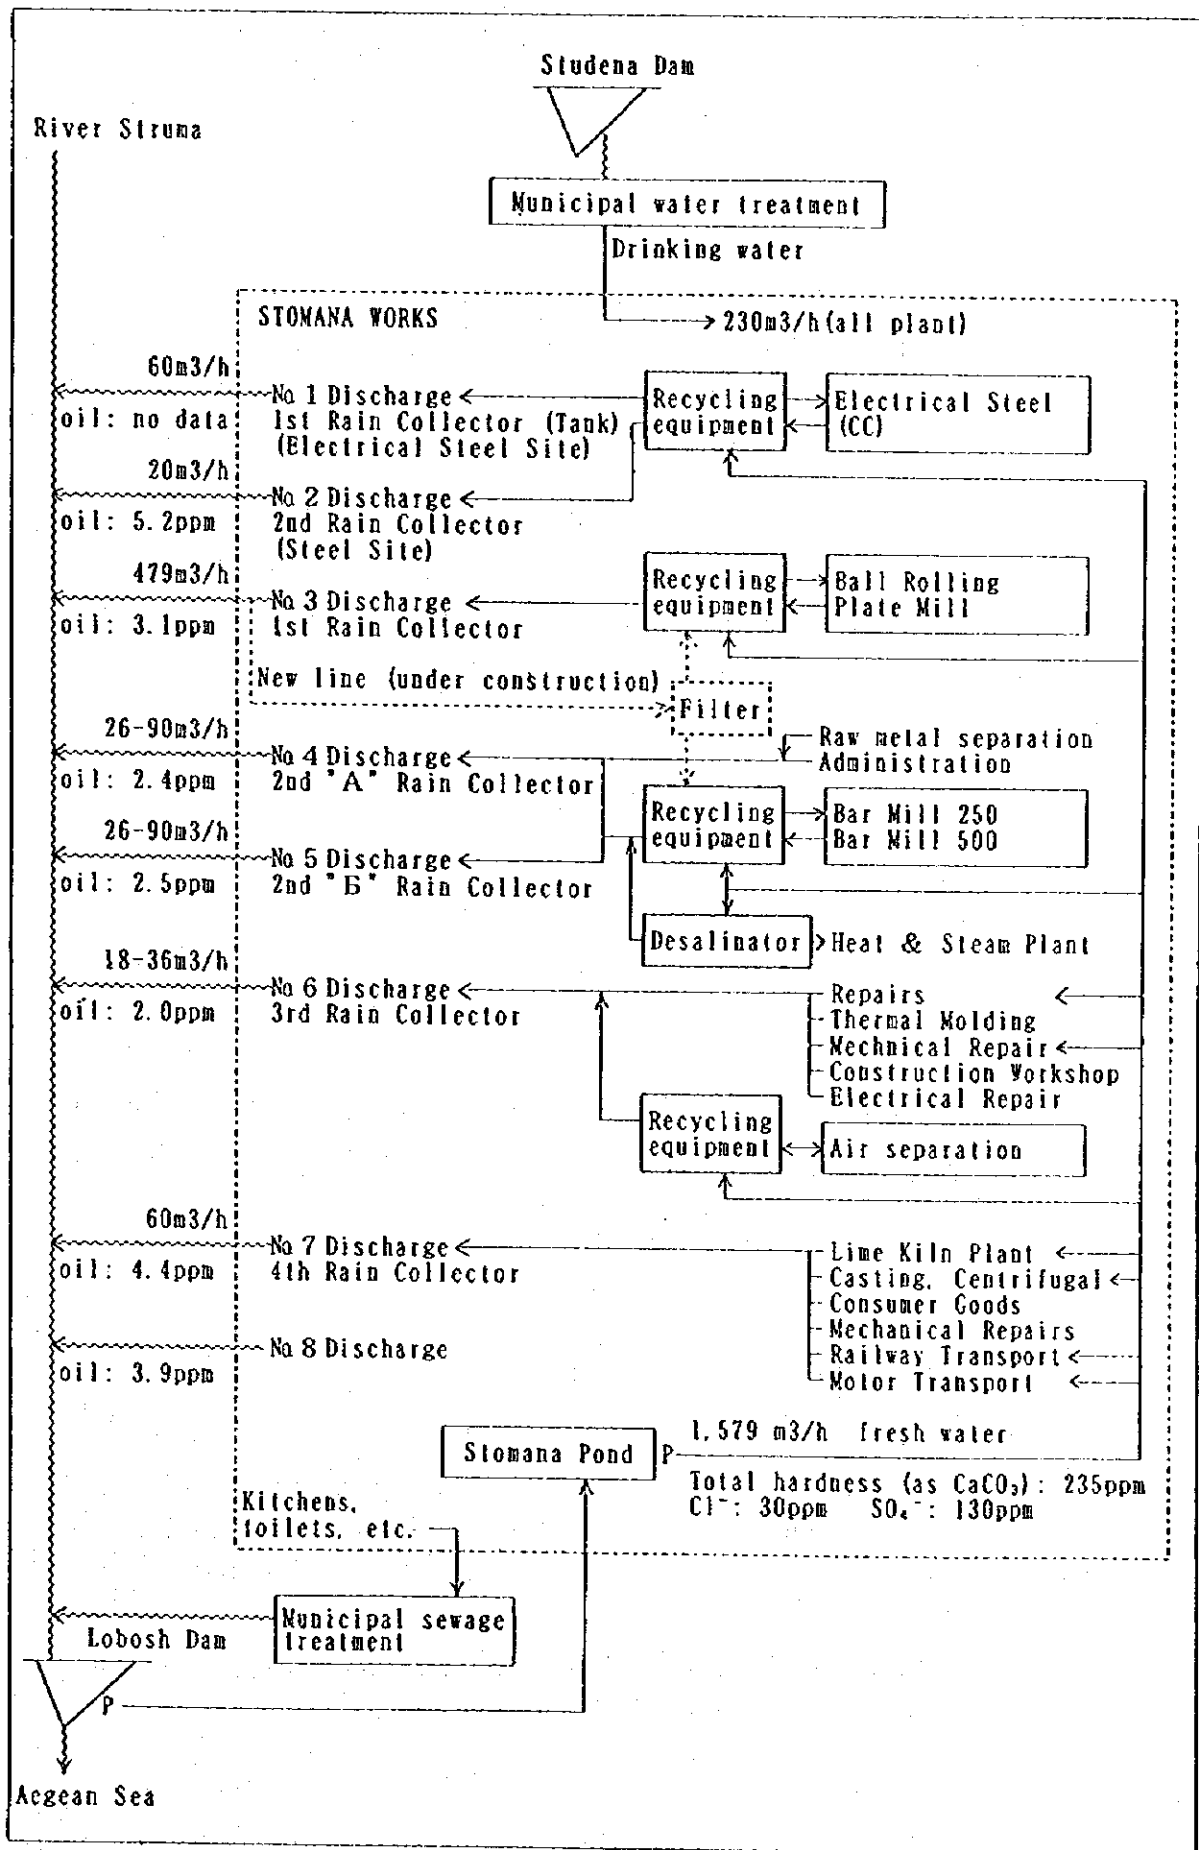 Studena Dam
River Struma
Municipal water treatment
Drinking water
STOMANA WORKS
230m3/h(all plant)
60m3/h
No 1 Discharge
oil: no data
1st Rain Collector (Tank)
(Electrical Steel Site)
Recycling
equipment
Electrical Steel
(CC)
20m3/h
No 2 Discharge
oil: 5.2ppm
2nd Rain Collector
(Steel Site)
479m3/h
No 3 Discharge
oil: 3.1ppm
1st Rain Collector
Recycling
equipment
Ball Rolling
Plate Mill
New line (under construction)
Filter
26-90m3/h
No 4 Discharge
oil: 2.4ppm
2nd "A" Rain Collector
Raw metal separation
Administration
Recycling
equipment
Bar Mill 250
Bar Mill 500
26-90m3/h
No 5 Discharge
oil: 2.5ppm
2nd "Б" Rain Collector
Desalinator
Heat & Steam Plant
18-36m3/h
No 6 Discharge
oil: 2.0ppm
3rd Rain Collector
Repairs
Thermal Molding
Mechnical Repair
Construction Workshop
Electrical Repair
Recycling
equipment
Air separation
60m3/h
No 7 Discharge
oil: 4.4ppm
4th Rain Collector
Lime Kiln Plant
Casting, Centrifugal
Consumer Goods
Mechanical Repairs
Railway Transport
Motor Transport
No 8 Discharge
oil: 3.9ppm
Stomana Pond
P
1,579 m3/h fresh water
Total hardness (as CaCO₃): 235ppm
Cl⁻: 30ppm SO₄⁻: 130ppm
Kitchens,
toilets, etc.
Municipal sewage
treatment
Lobosh Dam
P
Aegean Sea